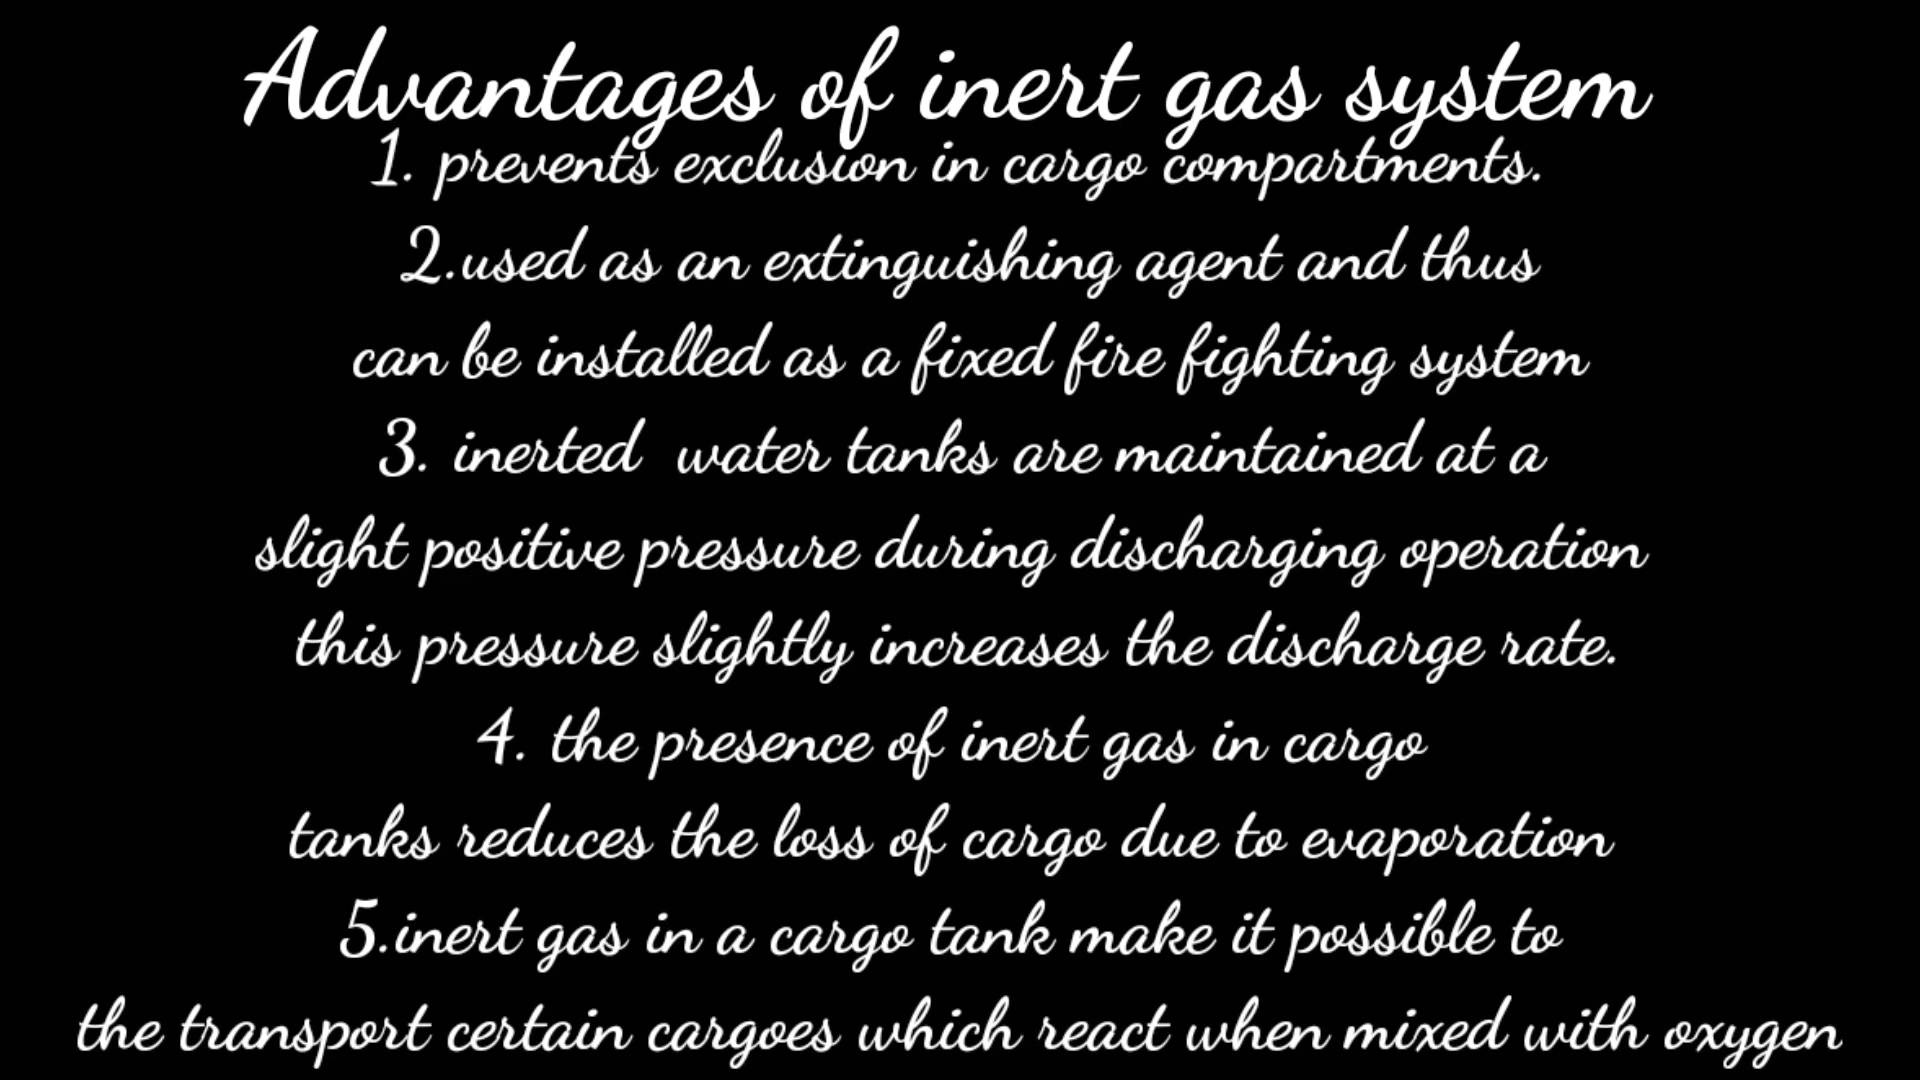 Advantages of inert gas system
1. prevents exclusion in cargo compartments.
2.used as an extinguishing agent and thus
can be installed as a fixed fire fighting system
3. inerted  water tanks are maintained at a
slight positive pressure during discharging operation
this pressure slightly increases the discharge rate.
4. the presence of inert gas in cargo
tanks reduces the loss of cargo due to evaporation
5.inert gas in a cargo tank make it possible to
the transport certain cargoes which react when mixed with oxygen